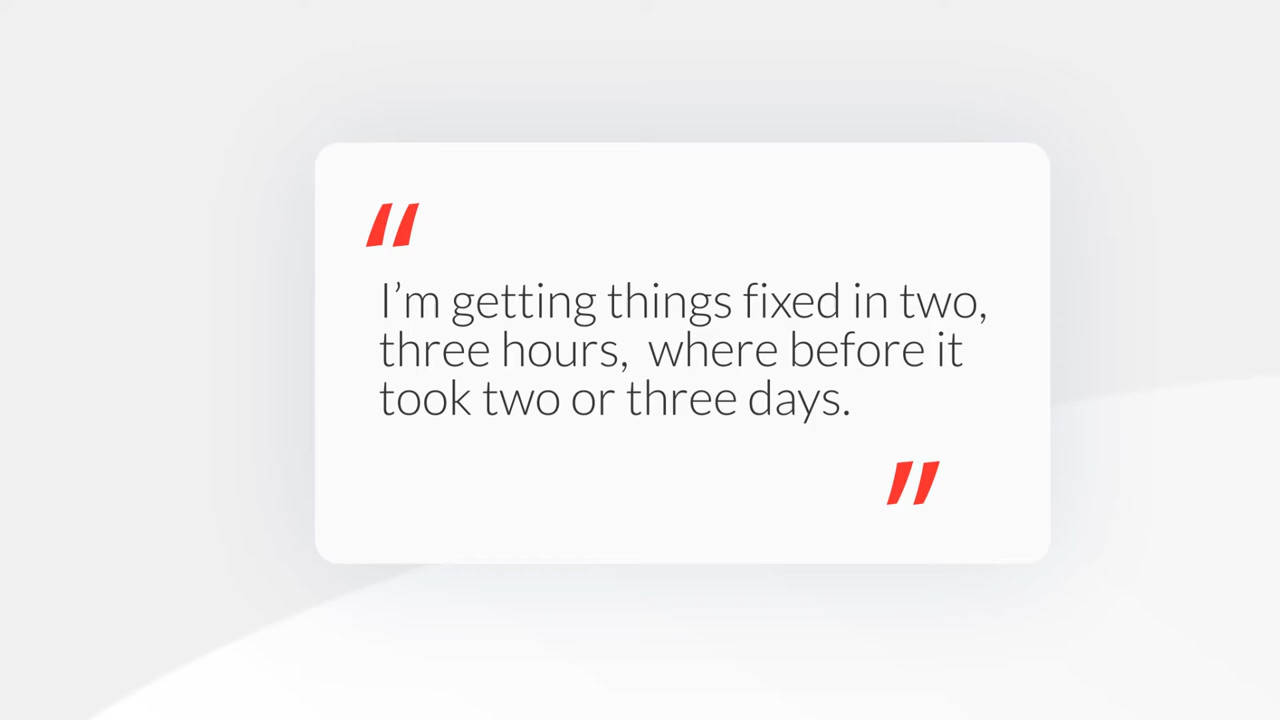 “
I’m getting things fixed in two,
three hours,  where before it
took two or three days.
”